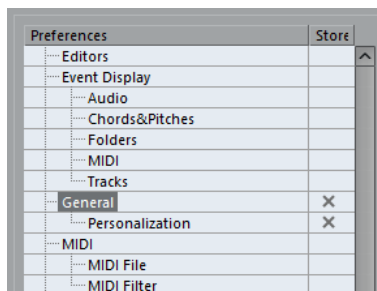 Preferences Store
Editors
Event Display
Audio
Chords&Pitches
Folders
MIDI
Tracks
General
Personalization
MIDI
MIDI File
MIDI Filter